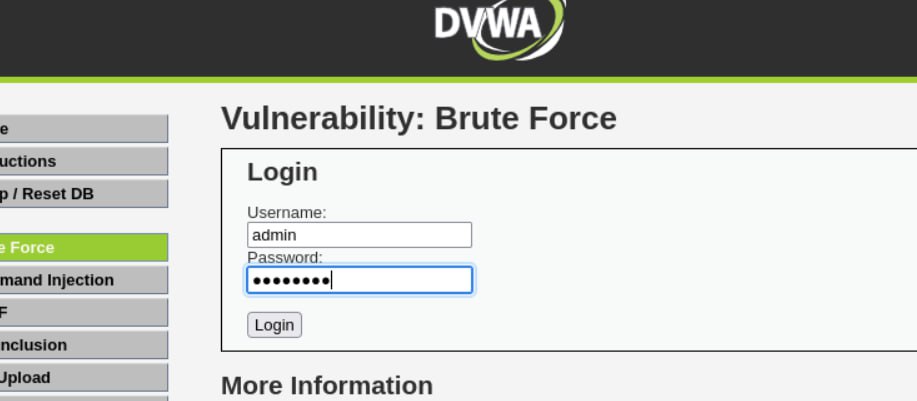 DVWA
Vulnerability: Brute Force
e
uctions
p / Reset DB
e Force
mand Injection
F
nclusion
Upload
Login
Username:
admin
Password:
••••••••
Login
More Information